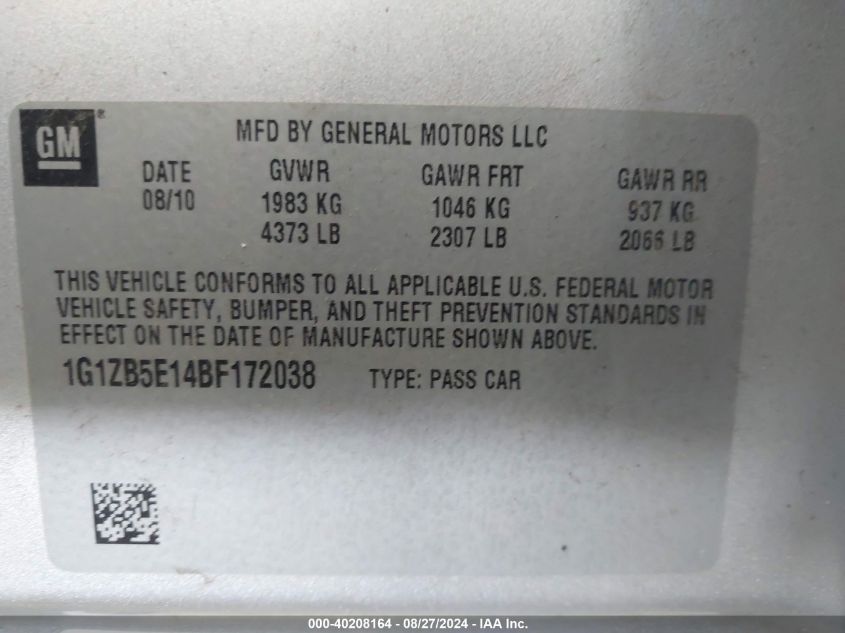 GM®
MFD BY GENERAL MOTORS LLC
DATE GVWR GAWR FRT GAWR RR
08/10 1983 KG 1046 KG 937 KG
4373 LB 2307 LB 2066 LB
THIS VEHICLE CONFORMS TO ALL APPLICABLE U.S. FEDERAL MOTOR
VEHICLE SAFETY, BUMPER, AND THEFT PREVENTION STANDARDS IN
EFFECT ON THE DATE OF MANUFACTURE SHOWN ABOVE.
1G1ZB5E14BF172038 TYPE: PASS CAR
000-40208164 - 08/27/2024 - IAA Inc.